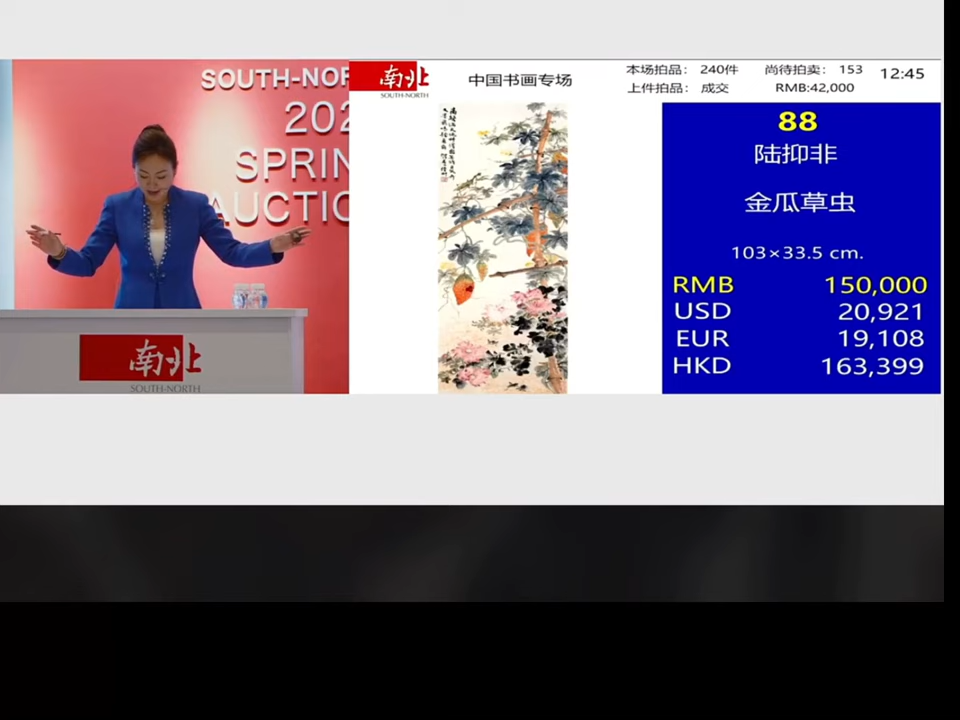 SOUTH-NOR
202
SPRIN
AUCTIO
南北
SOUTH-NORTH
南北
SOUTH-NORTH
中国书画专场
本场拍品: 240件 尚待拍卖: 153
上件拍品: 成交 RMB:42,000
12:45
88
陆抑非
金瓜草虫
103×33.5 cm.
RMB 150,000
USD 20,921
EUR 19,108
HKD 163,399